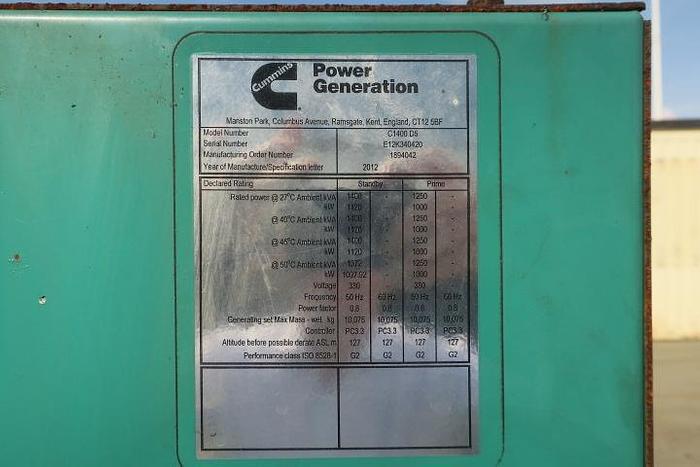 Cummins
Power
Generation
Manston Park, Columbus Avenue, Ramsgate, Kent, England, CT12 5BF
Model Number C1400 D5
Serial Number E12K340420
Manufacturing Order Number 1894042
Year of Manufacture/Specification letter 2012
Declared Rating Standby Prime
Rated power @ 27°C Ambient kVA 1400 - 1250 -
kW 1120 1000
@ 40°C Ambient kVA 1400 - 1250 -
kW 1120 1000
@ 45°C Ambient kVA 1400 - 1250 -
kW 1120 1000
@ 50°C Ambient kVA 1372 - 1250 -
kW 1097.92 1000
Voltage 380 380
Frequency 50 Hz 60 Hz 50 Hz 60 Hz
Power factor 0.8 0.8 0.8 0.8
Generating set Max Mass - wet, kg 10,075 10,075 10,075 10,075
Controller PC3.3 PC3.3 PC3.3 PC3.3
Altitude before possible derate ASL m 127 127 127 127
Performance class ISO 8528-1 G2 G2 G2 G2